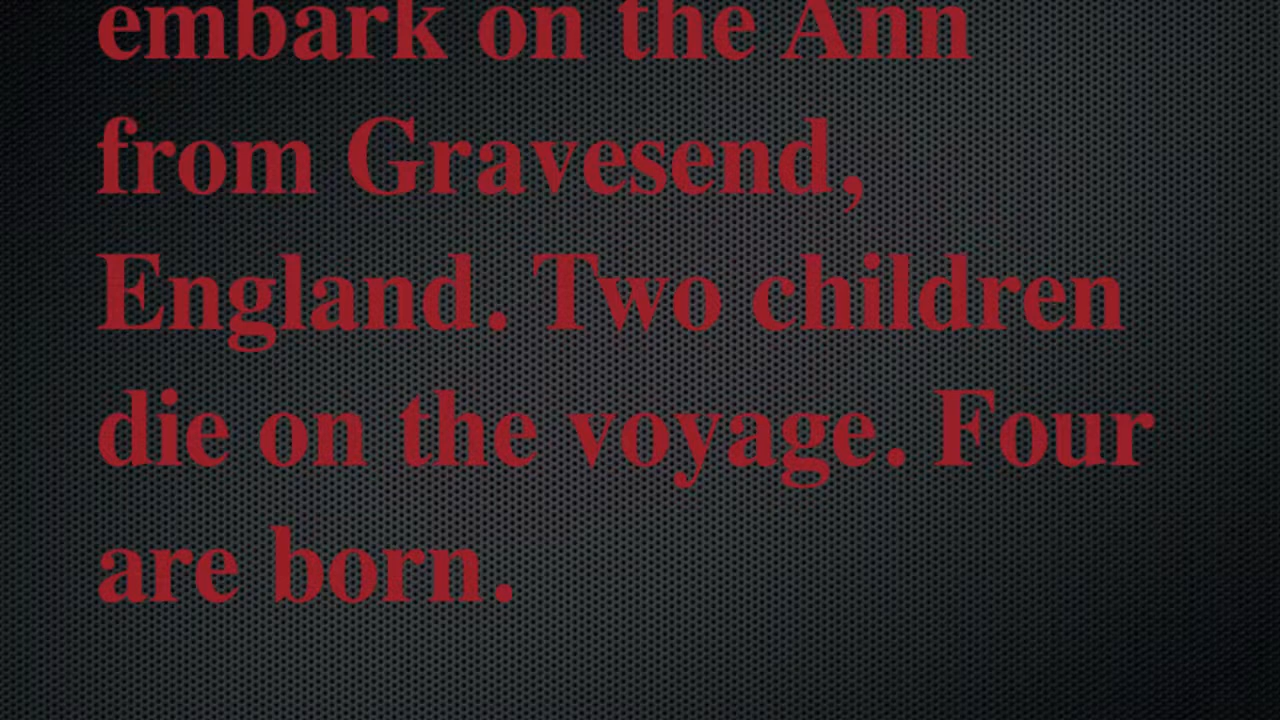 embark on the Ann
from Gravesend,
England. Two children
die on the voyage. Four
are born.